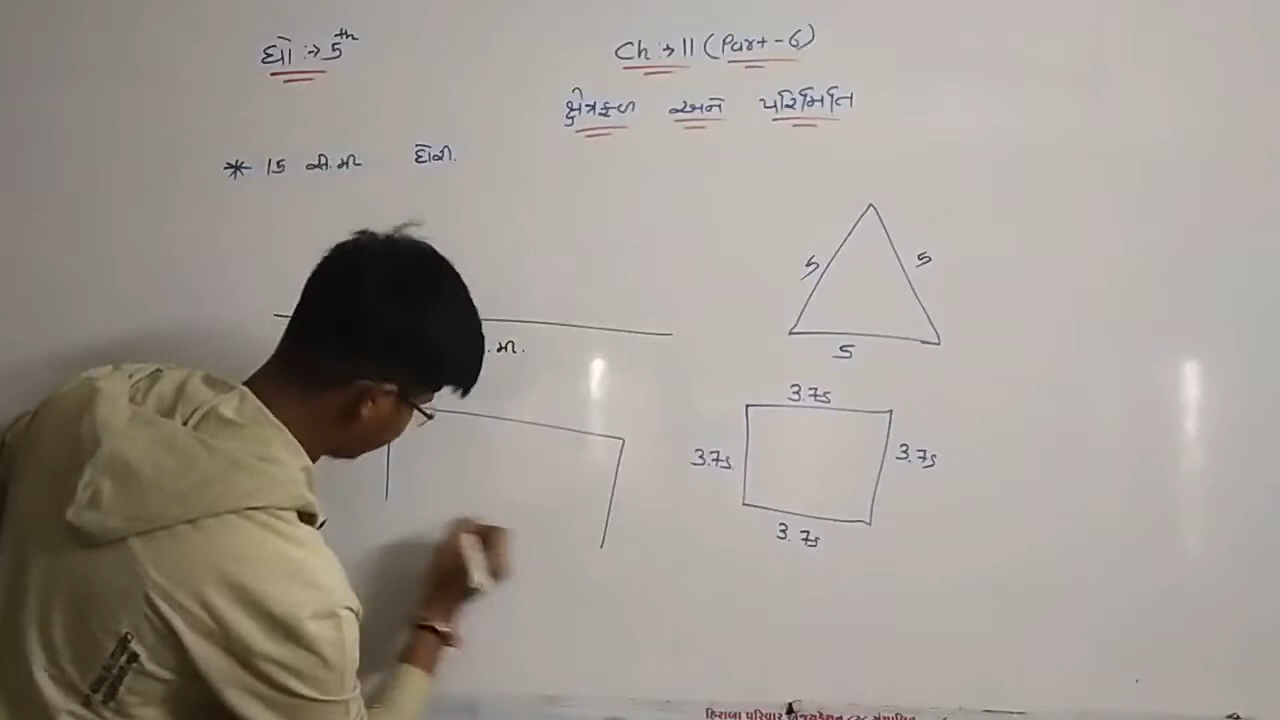 ધો :→ 5th
Ch :→ 11 (Part - 6)
ક્ષેત્રફળ અને પરિમિતિ
* 15 સે.મી દોરી.
5
5
5
.મી.
3.75
3.75
3.75
3.75
હિરાબા પરિવાર